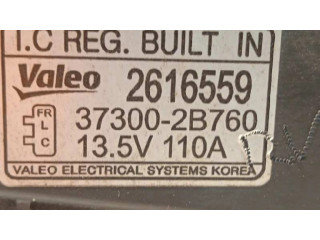 I.C REG. BUILT IN
Valeo 2616559
FR
L
C
37300-2B760
13.5V 110A
VALEO ELECTRICAL SYSTEMS KOREA